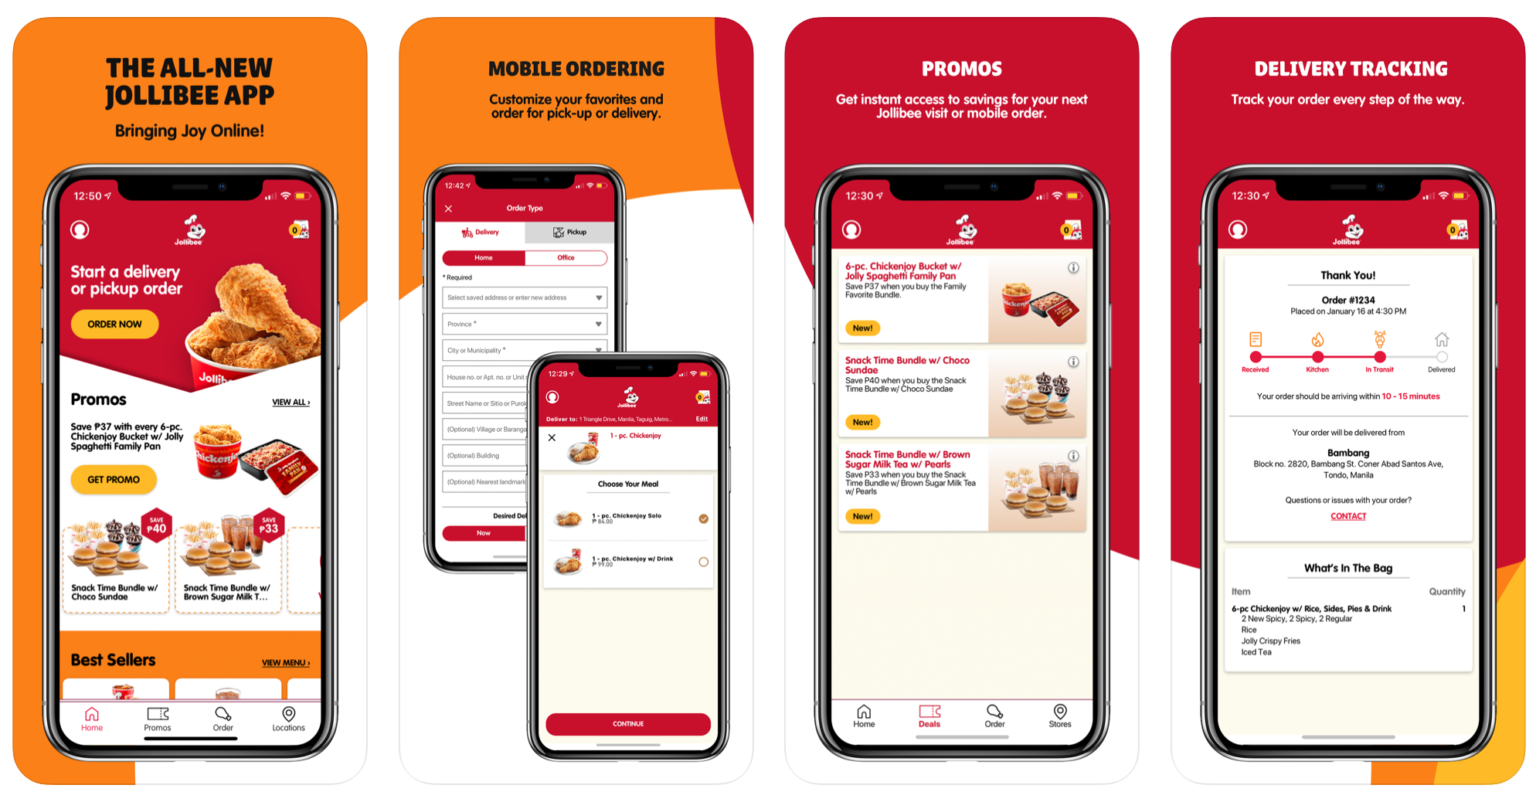 THE ALL-NEW
JOLLIBEE APP
Bringing Joy Online!
12:50
0
Jollibee
Start a delivery
or pickup order
ORDER NOW
Promos
VIEW ALL ›
Save ₱37 with every 6-pc.
Chickenjoy Bucket w/ Jolly
Spaghetti Family Pan
GET PROMO
SAVE
₱40
SAVE
₱33
Snack Time Bundle w/
Choco Sundae
Snack Time Bundle w/
Brown Sugar Milk T...
Best Sellers
VIEW MENU ›
Home
Promos
Order
Locations
MOBILE ORDERING
Customize your favorites and
order for pick-up or delivery.
12:42
Order Type
Delivery
Pickup
Home
Office
* Required
Select saved address or enter new address
Province *
City or Municipality *
House no. or Apt. no. or Unit
Street Name or Sitio or Purok
(Optional) Village or Baranga
(Optional) Building
(Optional) Nearest landmark
Desired Del
Now
12:29
Jollibee
Deliver to: 1 Triangle Drive, Manila, Taguig, Metro...
Edit
1 - pc. Chickenjoy
Choose Your Meal
1 - pc. Chickenjoy Solo
₱ 84.00
1 - pc. Chickenjoy w/ Drink
₱ 99.00
CONTINUE
PROMOS
Get instant access to savings for your next
Jollibee visit or mobile order.
12:30
0
Jollibee
6-pc. Chickenjoy Bucket w/
Jolly Spaghetti Family Pan
Save ₱37 when you buy the Family
Favorite Bundle.
New!
Snack Time Bundle w/ Choco
Sundae
Save ₱40 when you buy the Snack
Time Bundle w/ Choco Sundae
New!
Snack Time Bundle w/ Brown
Sugar Milk Tea w/ Pearls
Save ₱33 when you buy the Snack
Time Bundle w/ Brown Sugar Milk Tea
w/ Pearls
New!
Home
Deals
Order
Stores
DELIVERY TRACKING
Track your order every step of the way.
12:30
0
Jollibee
Thank You!
Order #1234
Placed on January 16 at 4:30 PM
Received
Kitchen
In Transit
Delivered
Your order should be arriving within 10 - 15 minutes
Your order will be delivered from
Bambang
Block no. 2820, Bambang St. Coner Abad Santos Ave,
Tondo, Manila
Questions or issues with your order?
CONTACT
What's In The Bag
Item
Quantity
6-pc Chickenjoy w/ Rice, Sides, Pies & Drink
1
2 New Spicy, 2 Spicy, 2 Regular
Rice
Jolly Crispy Fries
Iced Tea